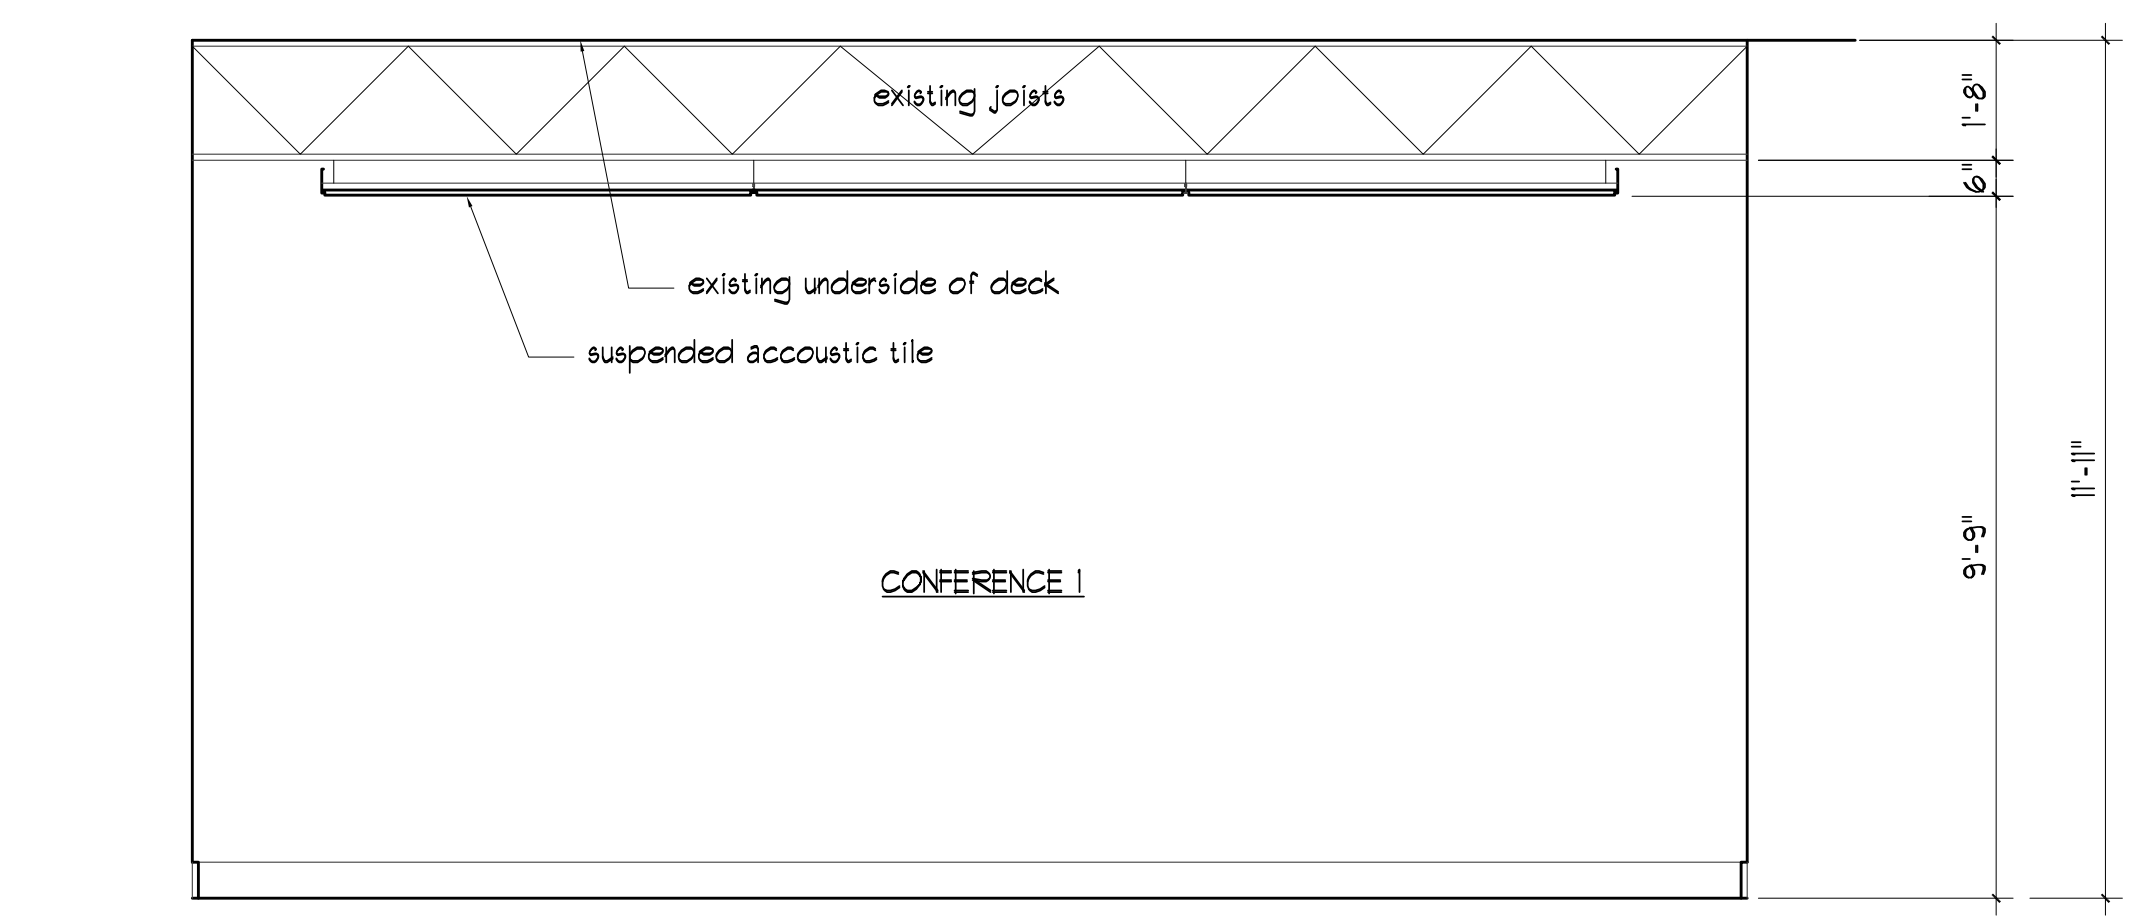 existing joists
1'-8"
6"
existing underside of deck
suspended accoustic tile
11'-11"
9'-9"
CONFERENCE 1